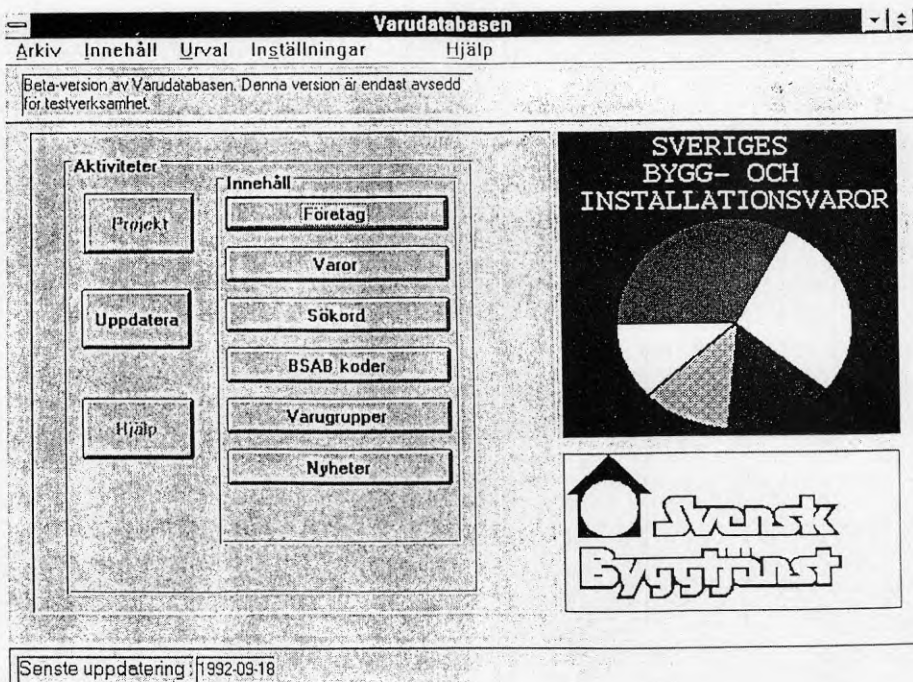 Varudatabasen
Arkiv Innehåll Urval Inställningar Hjälp
Beta-version av Varudatabasen. Denna version är endast avsedd
för testverksamhet.
Aktiviteter
Projekt
Uppdatera
Hjälp
Innehåll
Företag
Varor
Sökord
BSAB koder
Varugrupper
Nyheter
SVERIGES
BYGG- OCH
INSTALLATIONSVAROR
Svensk
Byggtjänst
Senste uppdatering : 1992-09-18